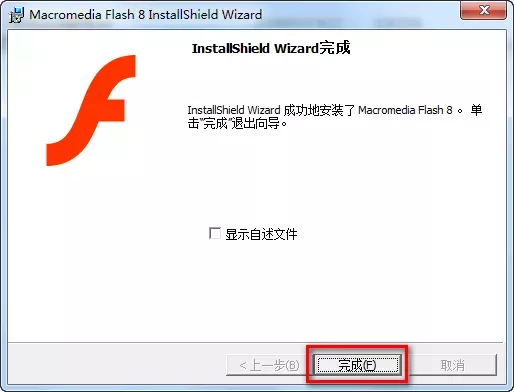 Macromedia Flash 8 InstallShield Wizard
InstallShield Wizard完成
InstallShield Wizard 成功地安装了 Macromedia Flash 8 。 单
击“完成”退出向导。
显示自述文件
< 上一步(B)
完成(F)
取消